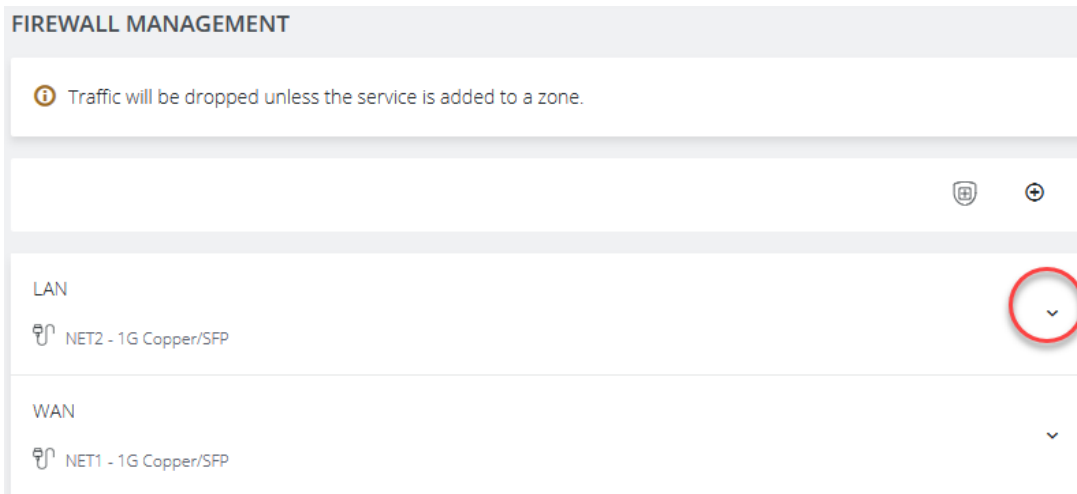 FIREWALL MANAGEMENT
Traffic will be dropped unless the service is added to a zone.
LAN
NET2 - 1G Copper/SFP
WAN
NET1 - 1G Copper/SFP